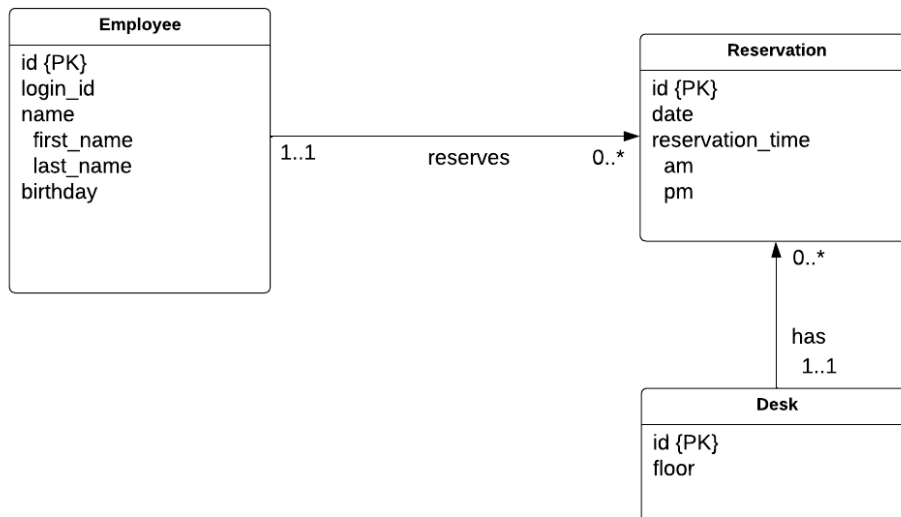 Employee
id {PK}
login_id
name
first_name
last_name
birthday
1..1
reserves
0..*
Reservation
id {PK}
date
reservation_time
am
pm
0..*
has
1..1
Desk
id {PK}
floor